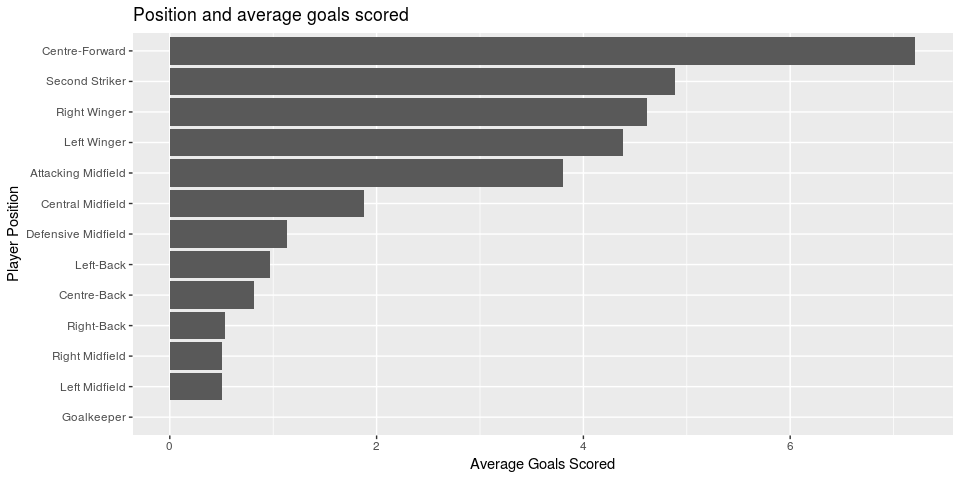 Position and average goals scored
Centre-Forward
Second Striker
Right Winger
Left Winger
Attacking Midfield
Central Midfield
Defensive Midfield
Left-Back
Centre-Back
Right-Back
Right Midfield
Left Midfield
Goalkeeper
Player Position
0 2 4 6
Average Goals Scored